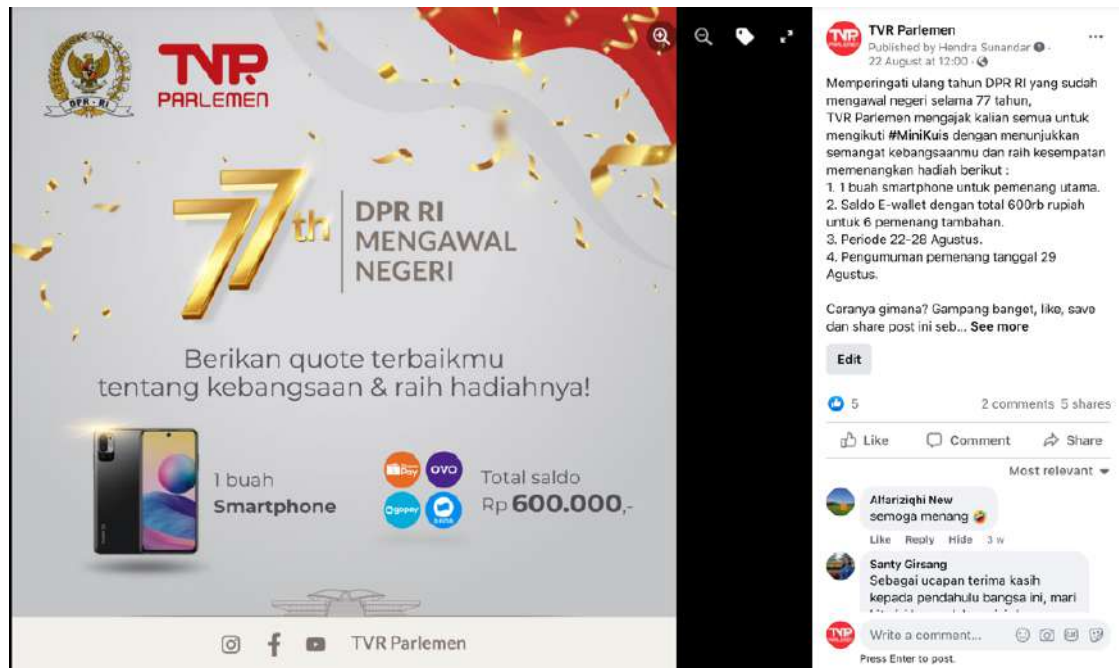 DPR - RI
TVR
PARLEMEN
77th
DPR RI
MENGAWAL
NEGERI
Berikan quote terbaikmu
tentang kebangsaan & raih hadiahnya!
1 buah
Smartphone
Pay
OVO
gopay
Total saldo
Rp 600.000,-
TVR Parlemen
TVR
PARLEMEN
TVR Parlemen
Published by Hendra Sunandar
22 August at 12:00
Memperingati ulang tahun DPR RI yang sudah
mengawal negeri selama 77 tahun,
TVR Parlemen mengajak kalian semua untuk
mengikuti #MiniKuis dengan menunjukkan
semangat kebangsaanmu dan raih kesempatan
memenangkan hadiah berikut :
1. 1 buah smartphone untuk pemenang utama.
2. Saldo E-wallet dengan total 600rb rupiah
untuk 6 pemenang tambahan.
3. Periode 22-28 Agustus.
4. Pengumuman pemenang tanggal 29
Agustus.
Caranya gimana? Gampang banget, like, save
dan share post ini seb... See more
Edit
5
2 comments 5 shares
Like
Comment
Share
Most relevant
Alfariziqhi New
semoga menang
Like Reply Hide 3 w
Santy Girsang
Sebagai ucapan terima kasih
kepada pendahulu bangsa ini, mari
TVR
PARLEMEN
Write a comment...
Press Enter to post.